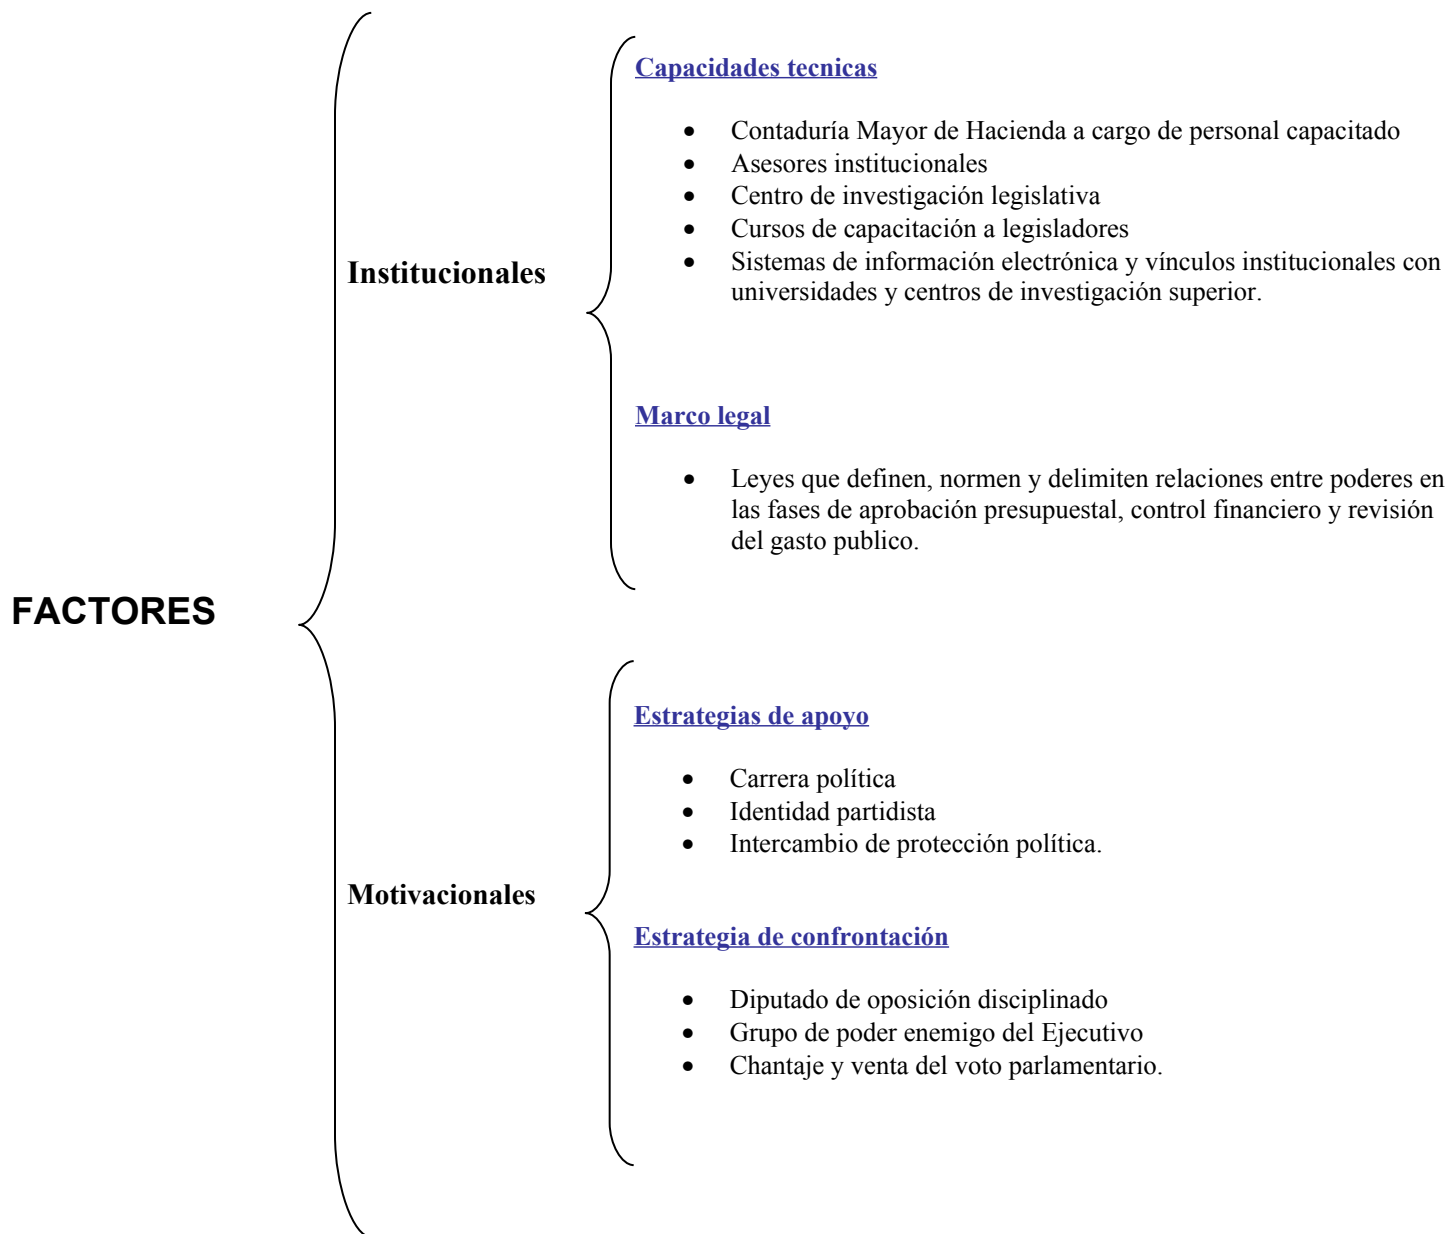 FACTORES
Institucionales
Capacidades tecnicas
• Contaduría Mayor de Hacienda a cargo de personal capacitado
• Asesores institucionales
• Centro de investigación legislativa
• Cursos de capacitación a legisladores
• Sistemas de información electrónica y vínculos institucionales con
universidades y centros de investigación superior.
Marco legal
• Leyes que definen, normen y delimiten relaciones entre poderes en
las fases de aprobación presupuestal, control financiero y revisión
del gasto publico.
Motivacionales
Estrategias de apoyo
• Carrera política
• Identidad partidista
• Intercambio de protección política.
Estrategia de confrontación
• Diputado de oposición disciplinado
• Grupo de poder enemigo del Ejecutivo
• Chantaje y venta del voto parlamentario.